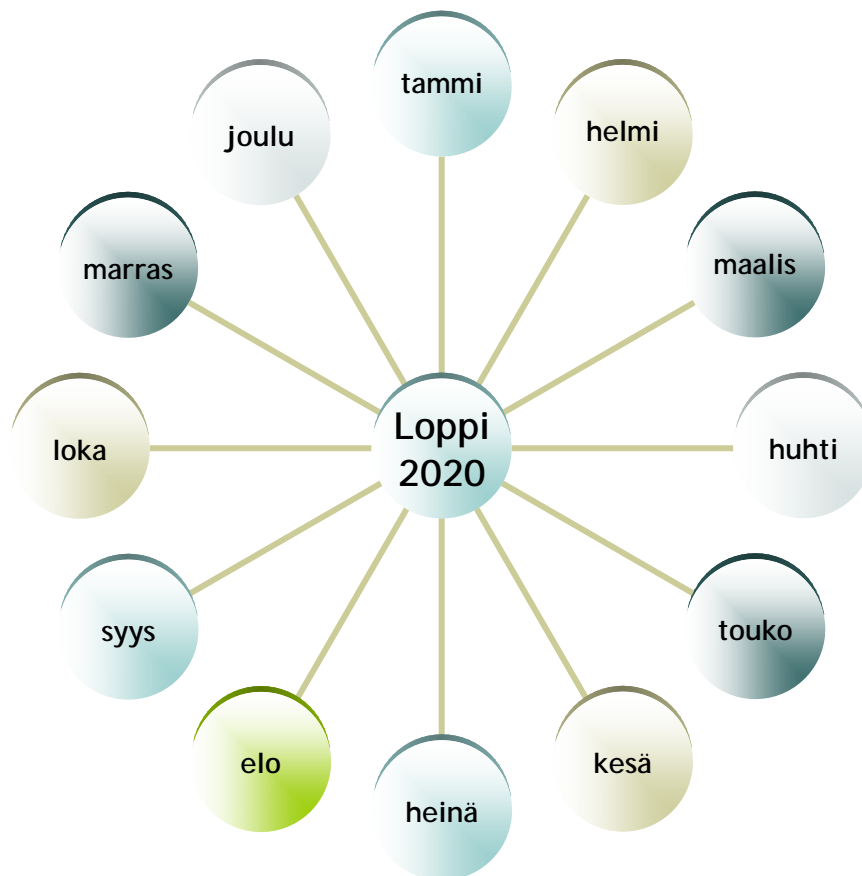 tammi
helmi
maalis
huhti
touko
kesä
heinä
elo
syys
loka
marras
joulu
Loppi
2020